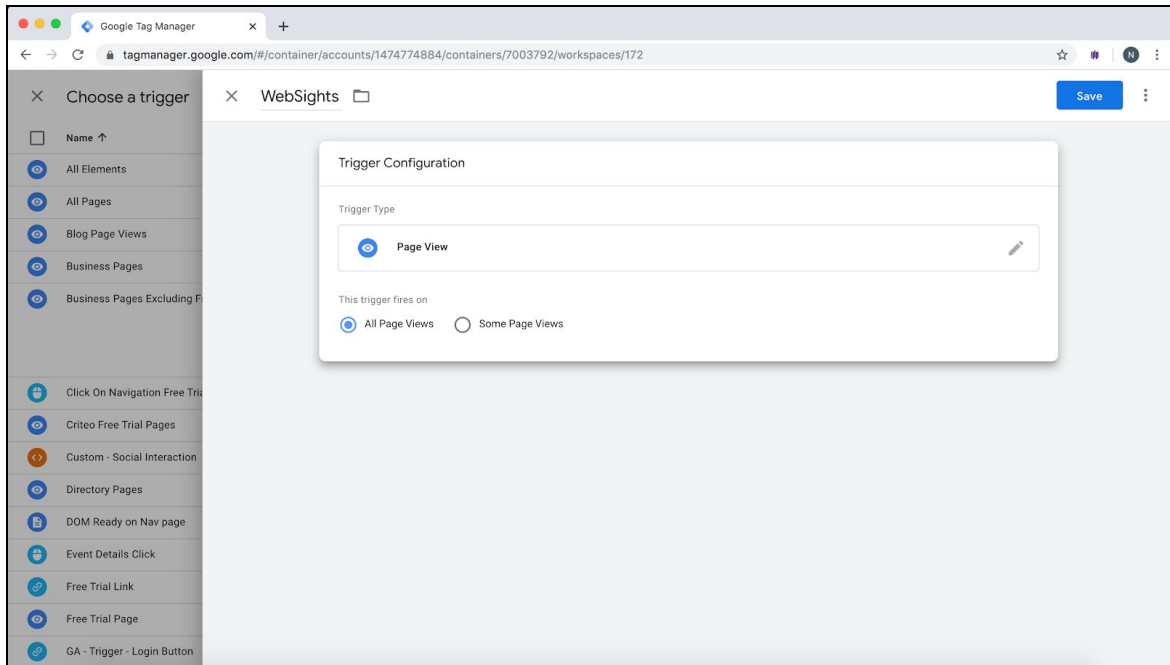 Google Tag Manager
tagmanager.google.com/#/container/accounts/1474774884/containers/7003792/workspaces/172
N
Choose a trigger
WebSights
Save
Name
All Elements
All Pages
Blog Page Views
Business Pages
Business Pages Excluding F
Click On Navigation Free Tria
Criteo Free Trial Pages
Custom - Social Interaction
Directory Pages
DOM Ready on Nav page
Event Details Click
Free Trial Link
Free Trial Page
GA - Trigger - Login Button
Trigger Configuration
Trigger Type
Page View
This trigger fires on
All Page Views Some Page Views